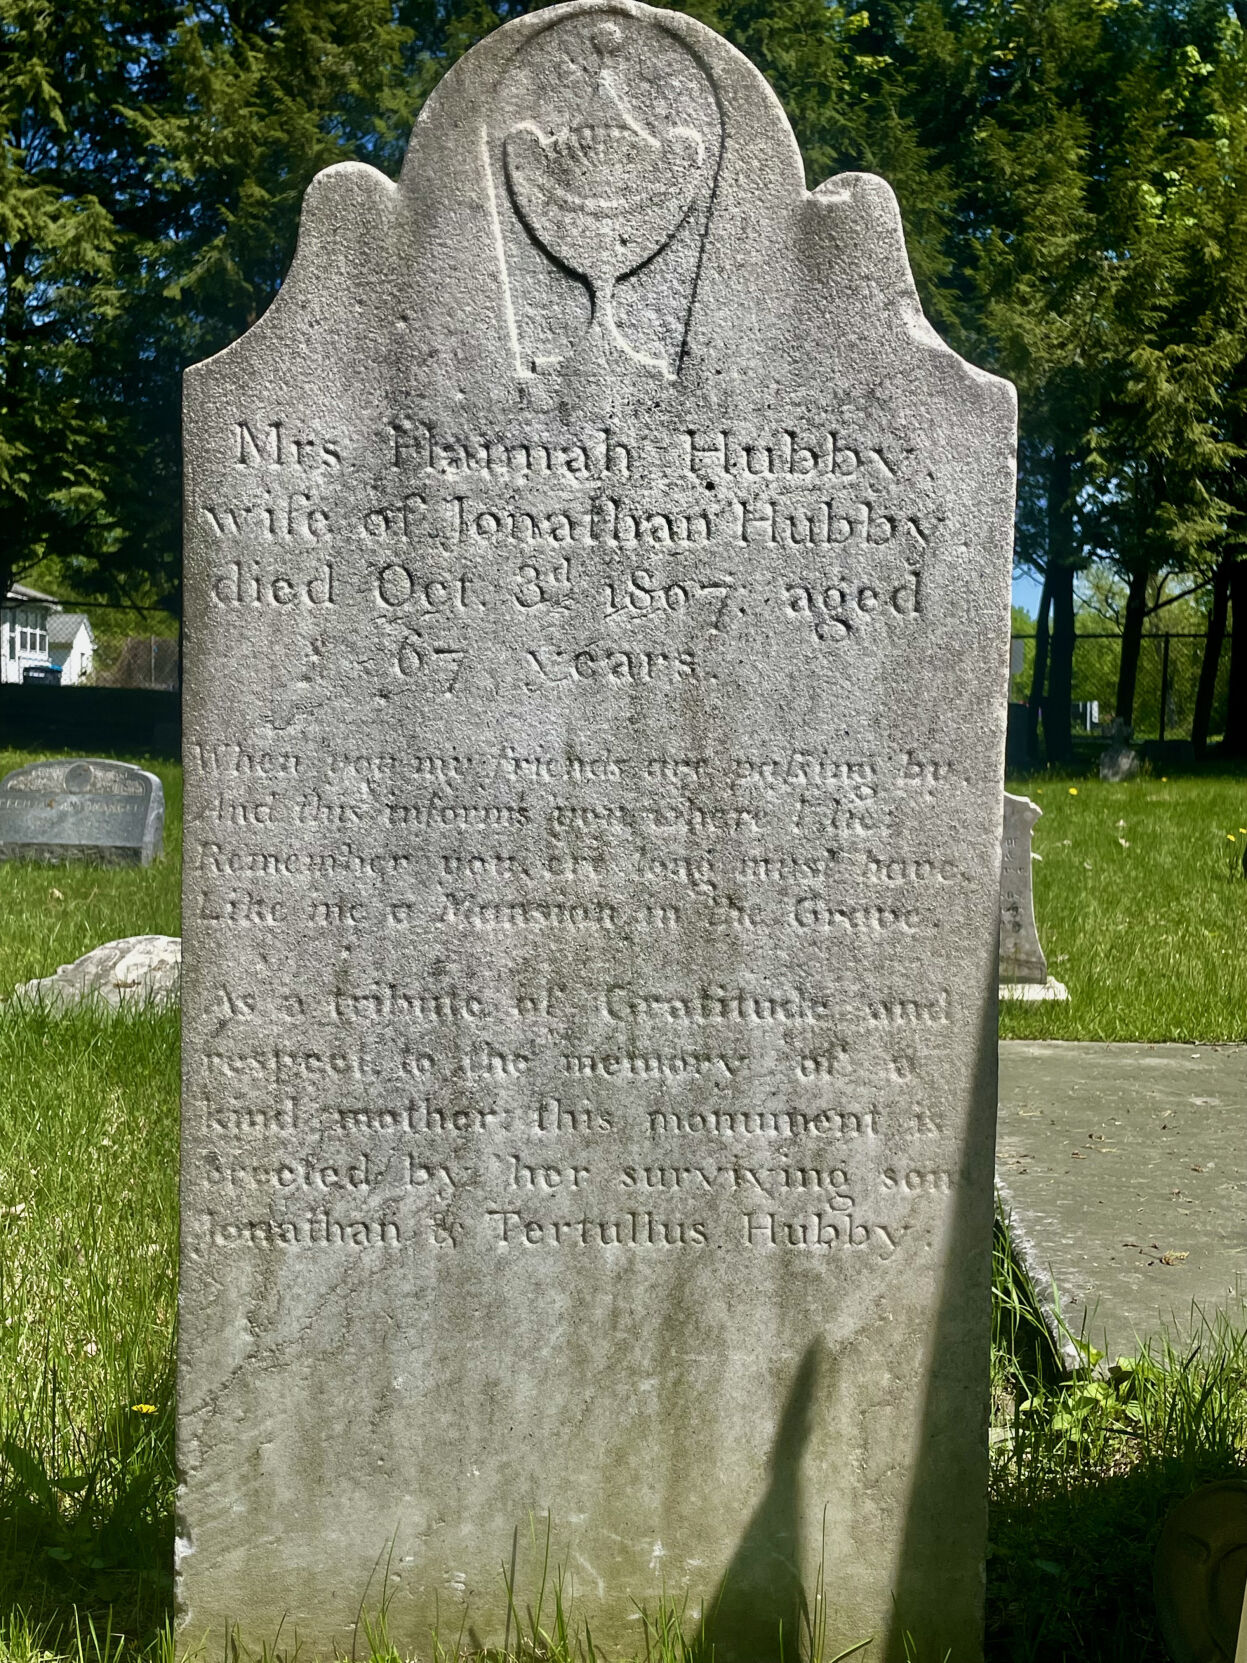 Mrs. Hannah Hubby,
wife of Jonathan Hubby,
died Oct. 3d 1807. aged
67 years.
When you my friends are paſsing by,
And this informs you where I lie;
Remember you ere long must have,
Like me a Mansion in the Grave.
As a tribute of Gratitude and
respect to the memory of a
kind mother; this monument is
erected by her surviving sons
Jonathan & Tertullus Hubby;